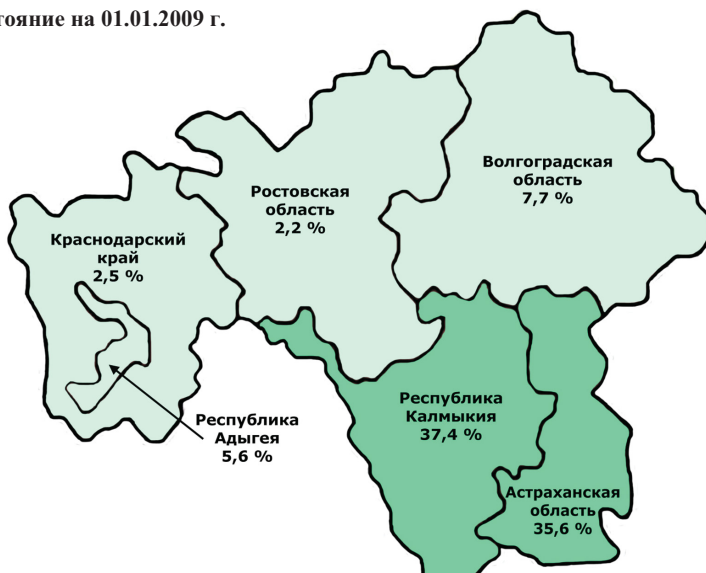 тояние на 01.01.2009 г.
Волгоградская
область
7,7 %
Ростовская
область
2,2 %
Краснодарский
край
2,5 %
Республика
Адыгея
5,6 %
Республика
Калмыкия
37,4 %
Астраханская
область
35,6 %